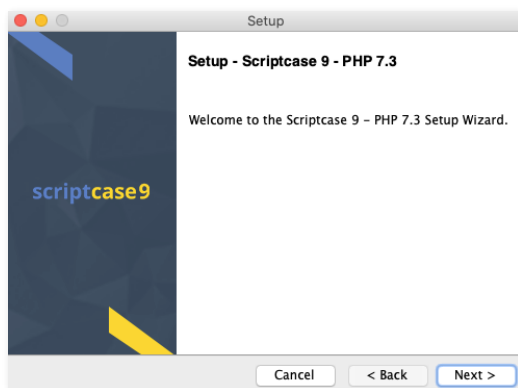 Setup
Setup - Scriptcase 9 - PHP 7.3
Welcome to the Scriptcase 9 – PHP 7.3 Setup Wizard.
scriptcase9
Cancel
< Back
Next >